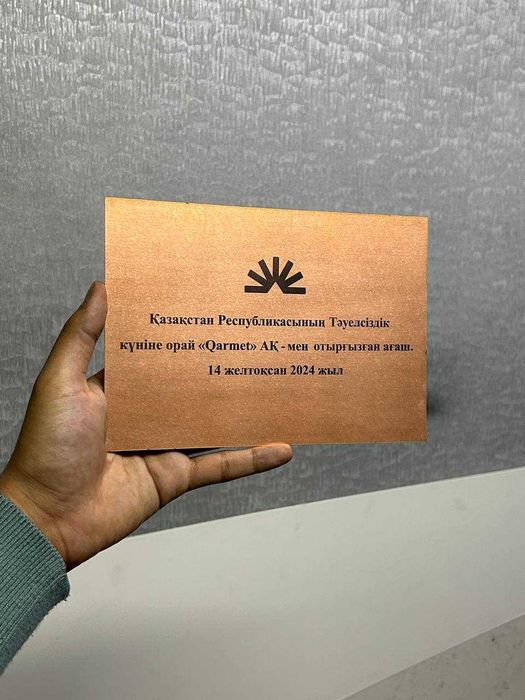 Қазақстан Республикасының Тәуелсіздік
күніне орай «Qarmet» АҚ - мен отырғызған ағаш.
14 желтоқсан 2024 жыл